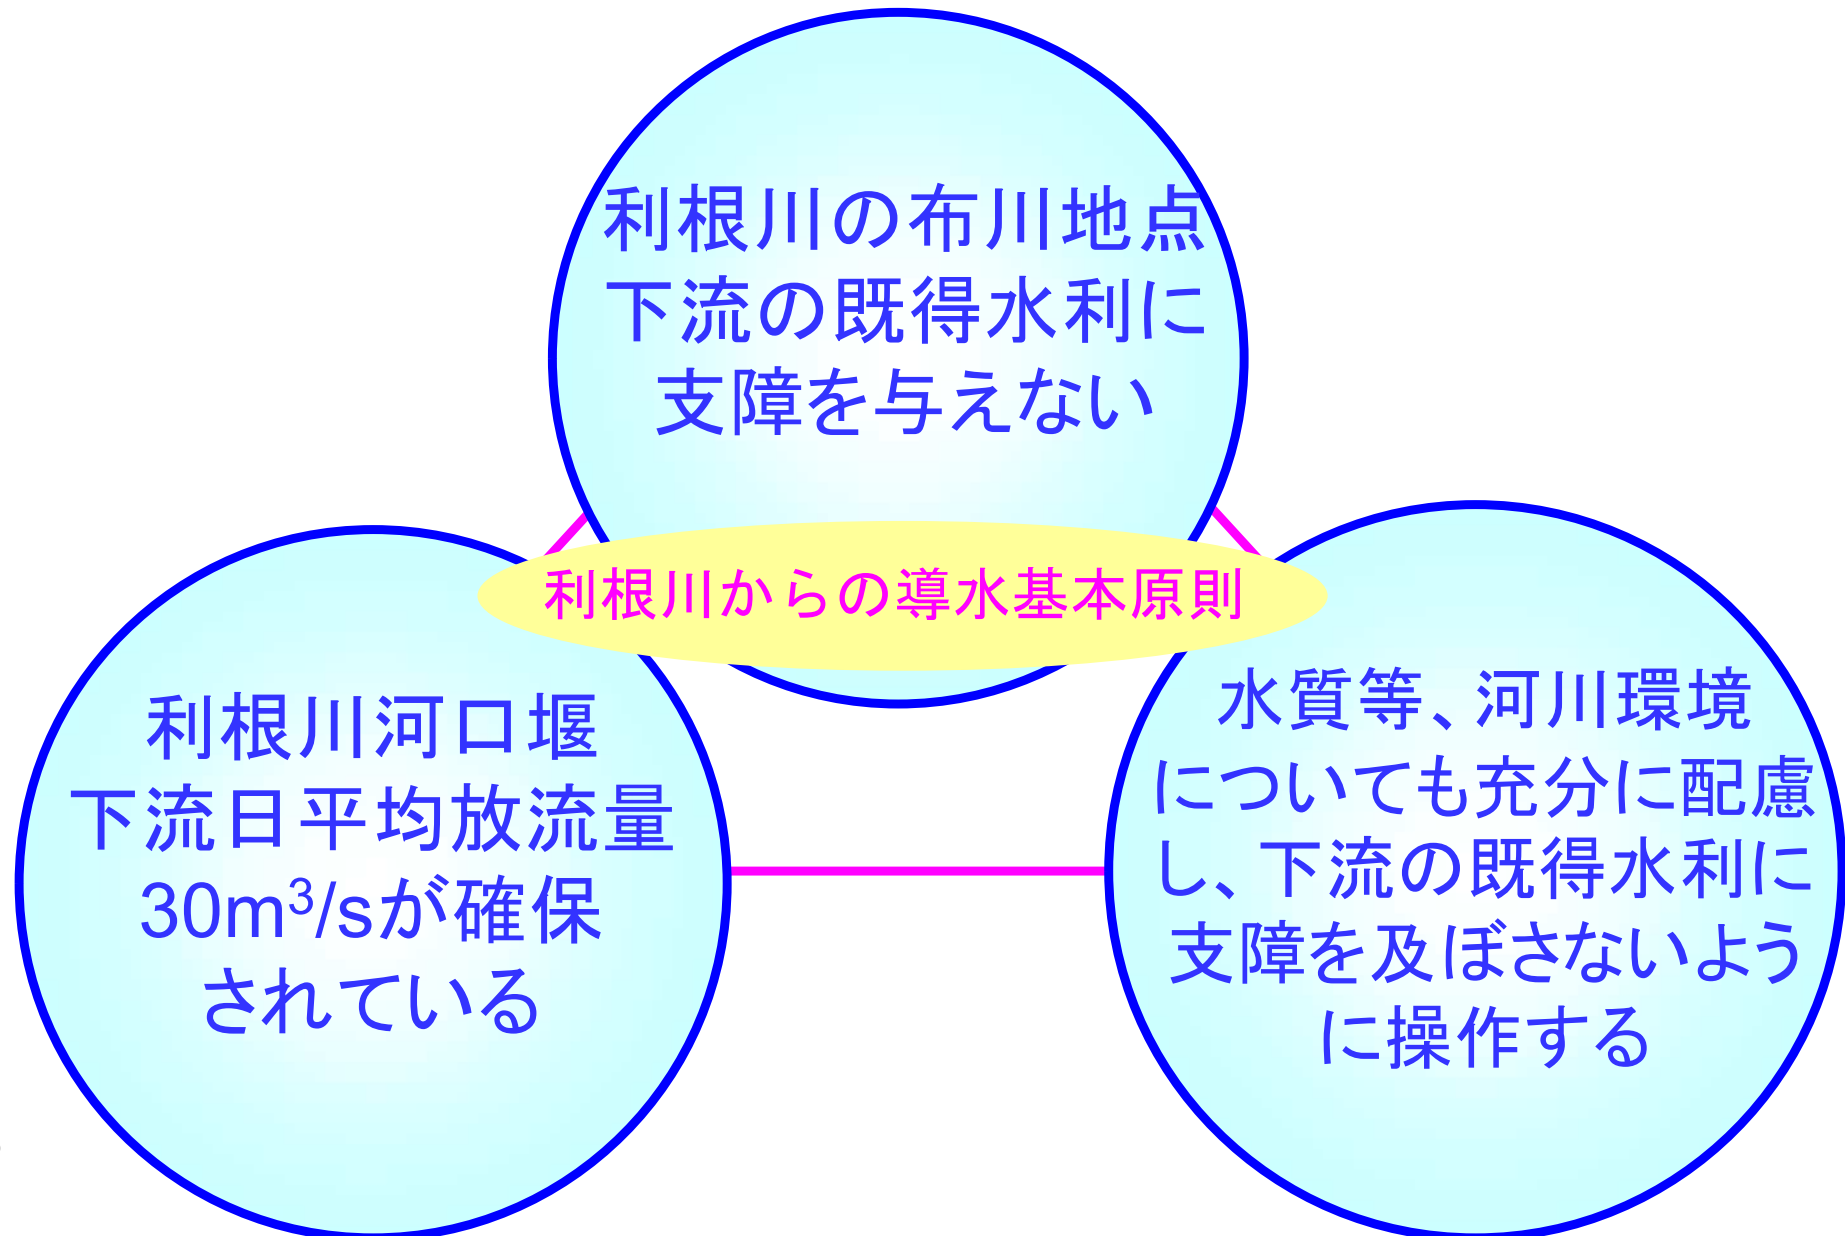 利根川の布川地点
下流の既得水利に
支障を与えない
利根川からの導水基本原則
利根川河口堰
下流日平均放流量
30m³/sが確保
されている
水質等、河川環境
についても充分に配慮
し、下流の既得水利に
支障を及ぼさないよう
に操作する